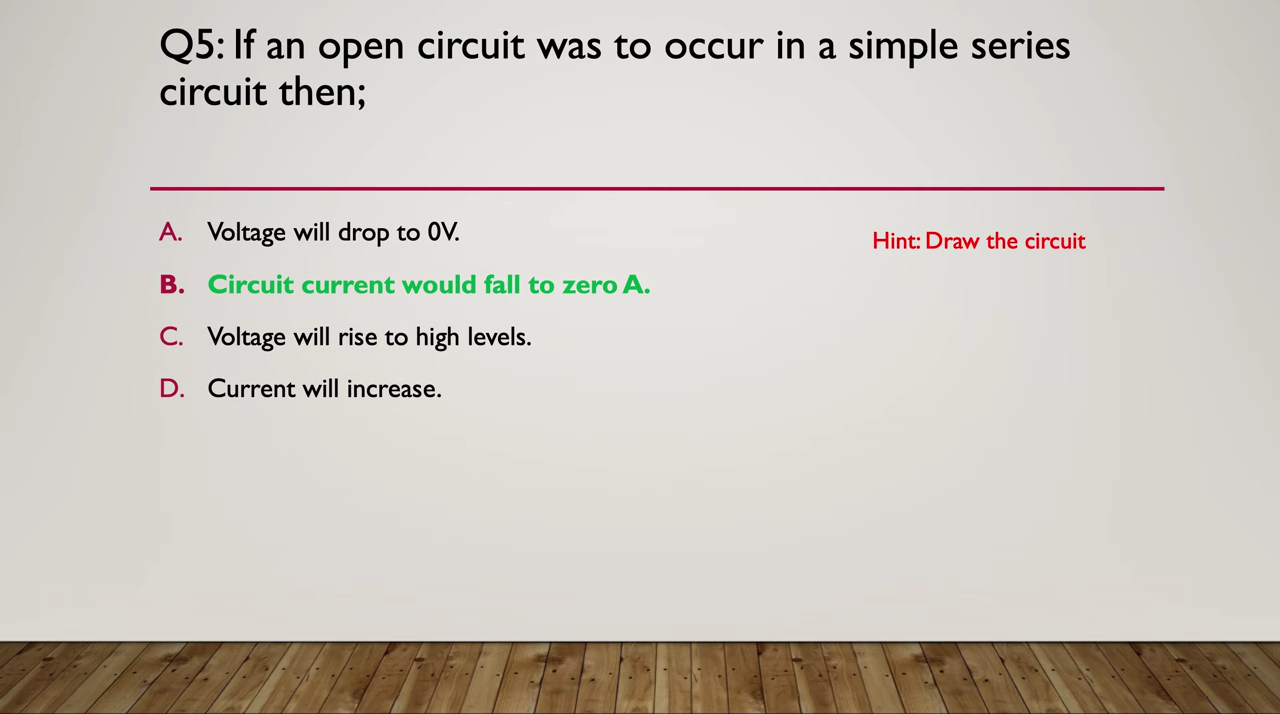 Q5: If an open circuit was to occur in a simple series
circuit then;
A. Voltage will drop to 0V.
Hint: Draw the circuit
B. Circuit current would fall to zero A.
C. Voltage will rise to high levels.
D. Current will increase.